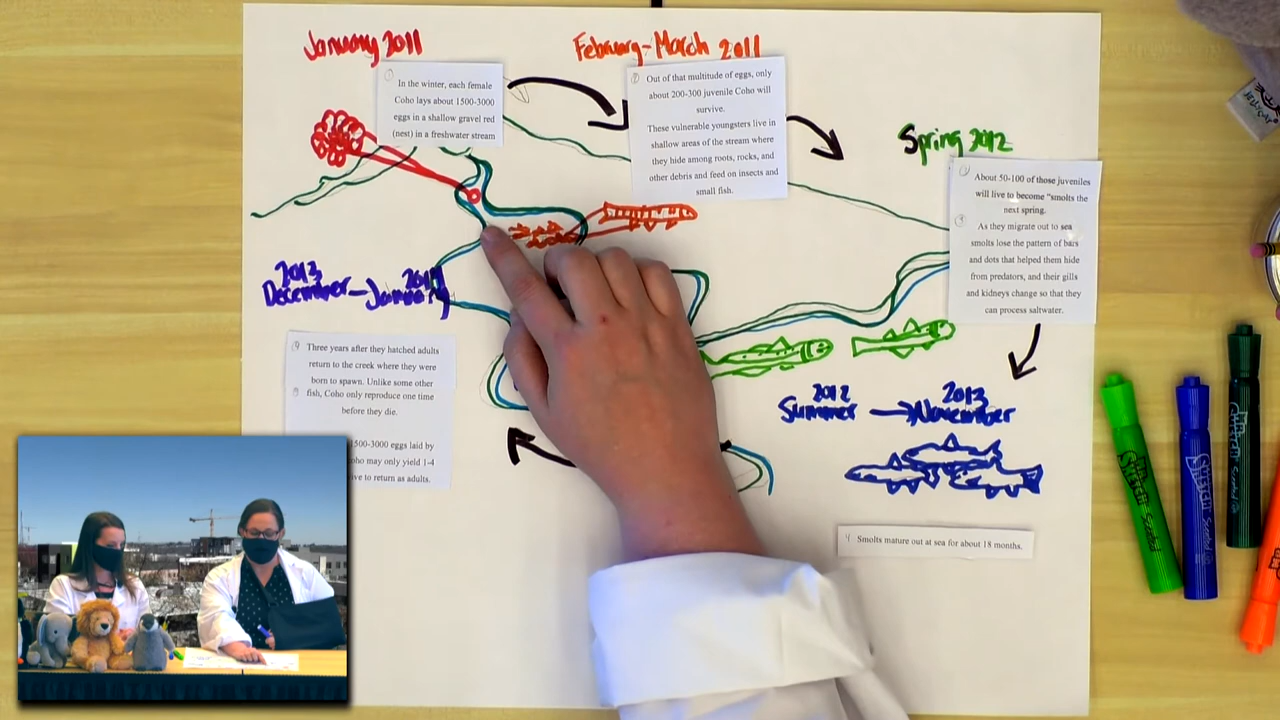 January 2011
February-March 2011
① In the winter, each female
Coho lays about 1500-3000
eggs in a shallow gravel red
(nest) in a freshwater stream
② Out of that multitude of eggs, only
about 200-300 juvenile Coho will
survive.
These vulnerable youngsters live in
shallow areas of the stream where
they hide among roots, rocks, and
other debris and feed on insects and
small fish.
Spring 2012
About 50-100 of those juveniles
will live to become "smolts the
next spring.
As they migrate out to sea
smolts lose the pattern of bars
and dots that helped them hide
from predators, and their gills
and kidneys change so that they
can process saltwater.
2013
December-January
2012 2013
Summer → November
Smolts mature out at sea for about 18 months.
Three years after they hatched adults
return to the creek where they were
born to spawn. Unlike some other
fish, Coho only reproduce one time
before they die.
500-3000 eggs laid by
oho may only yield 1-4
ive to return as adults.
Scented
Scented